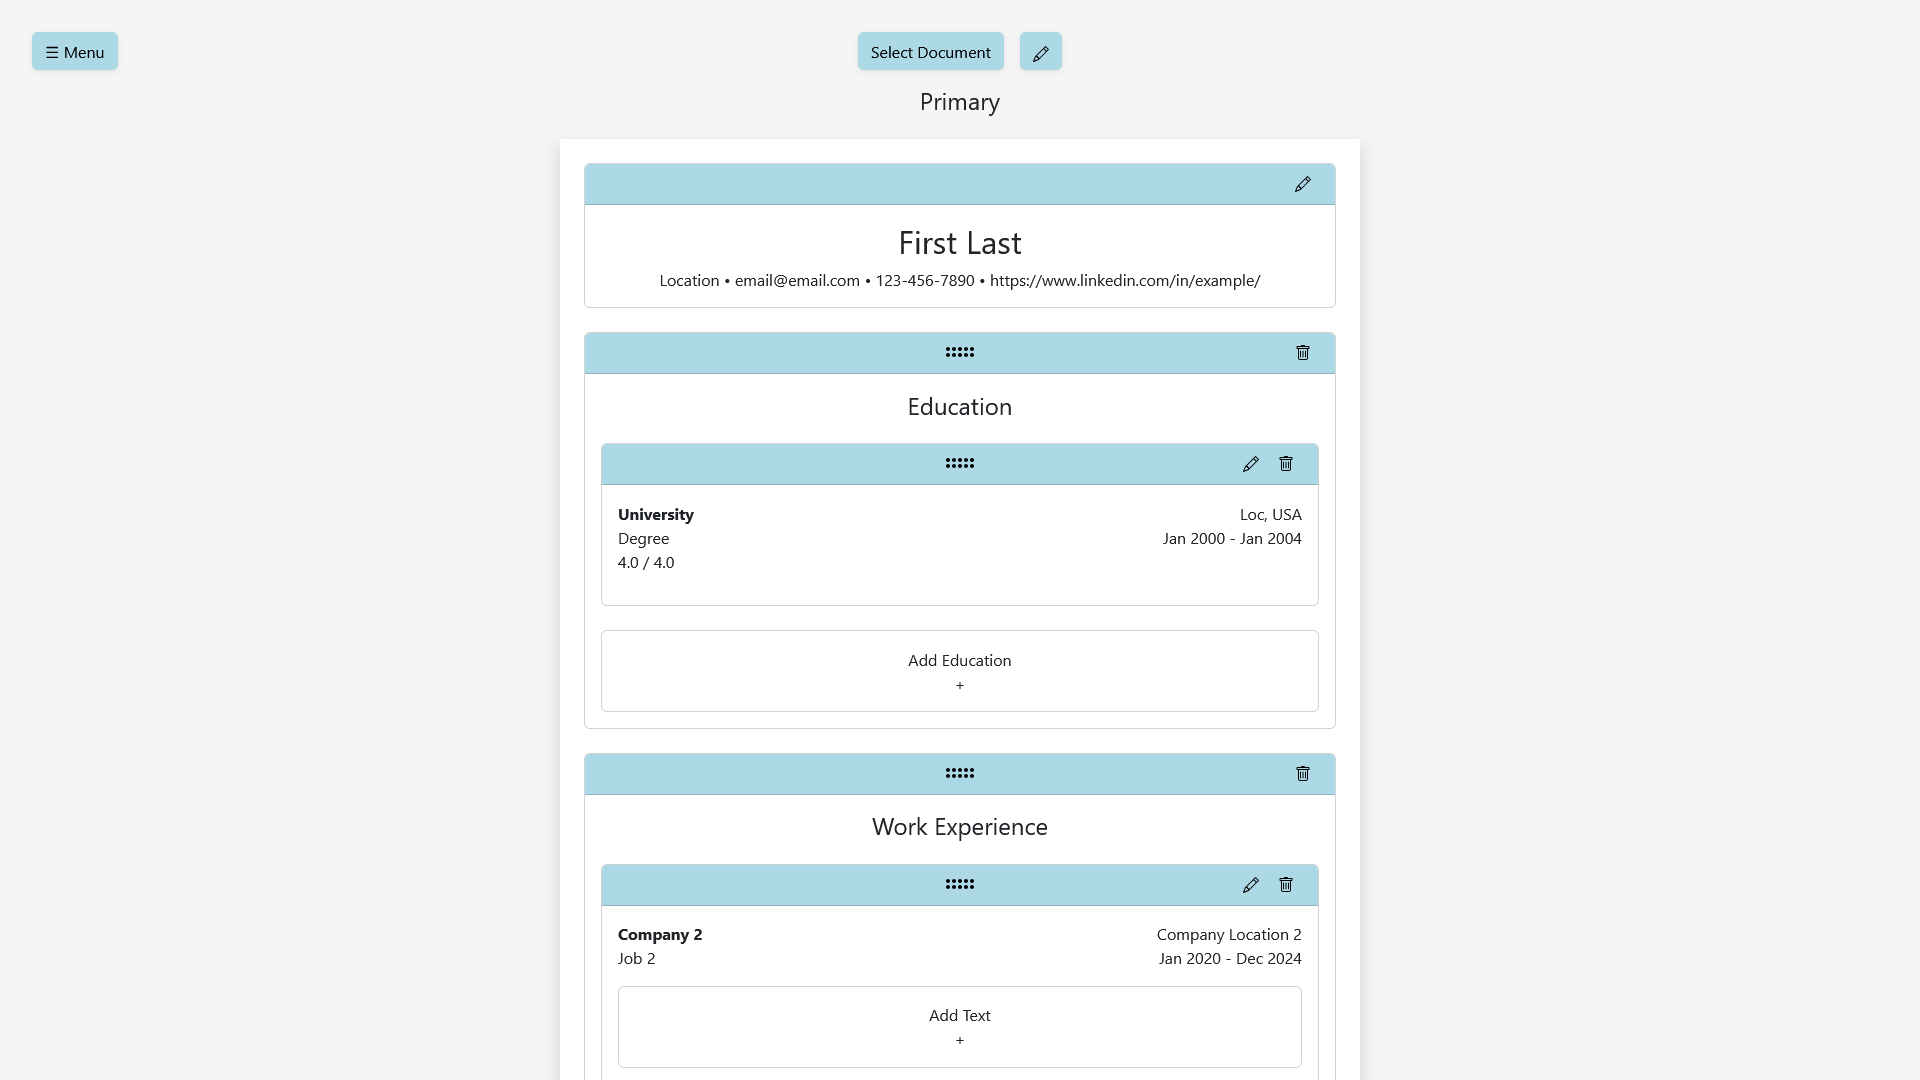 ☰ Menu
Select Document
Primary
First Last
Location • email@email.com • 123-456-7890 • https://www.linkedin.com/in/example/
Education
University
Loc, USA
Degree
Jan 2000 - Jan 2004
4.0 / 4.0
Add Education
+
Work Experience
Company 2
Company Location 2
Job 2
Jan 2020 - Dec 2024
Add Text
+